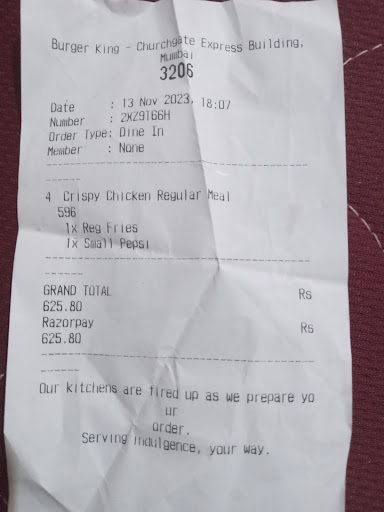 Burger King - Churchgate Express Building,
Mumbai
3206
Date : 13 Nov 2023, 18:07
Number : 2XZ9T66H
Order Type: Dine In
Member : None
------------------------------------------
------
4 Crispy Chicken Regular Meal
596
1x Reg Fries
1x Small Pepsi
------------------------------------------
------
GRAND TOTAL Rs
625.80
Razorpay Rs
625.80
------------------------------------------
------
Our kitchens are fired up as we prepare yo
ur
order.
Serving indulgence, your way.